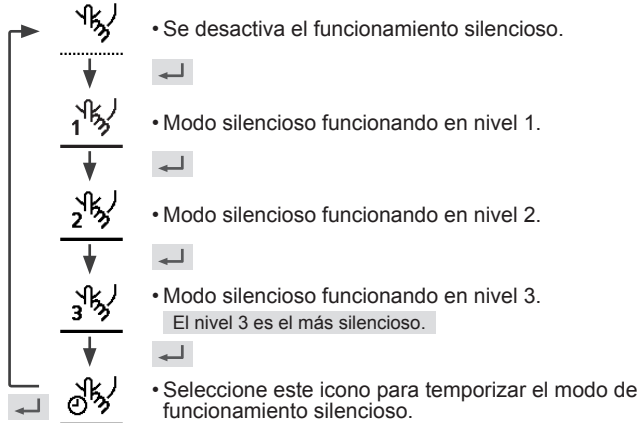 • Se desactiva el funcionamiento silencioso.
1
• Modo silencioso funcionando en nivel 1.
2
• Modo silencioso funcionando en nivel 2.
3
• Modo silencioso funcionando en nivel 3.
El nivel 3 es el más silencioso.
• Seleccione este icono para temporizar el modo de
funcionamiento silencioso.